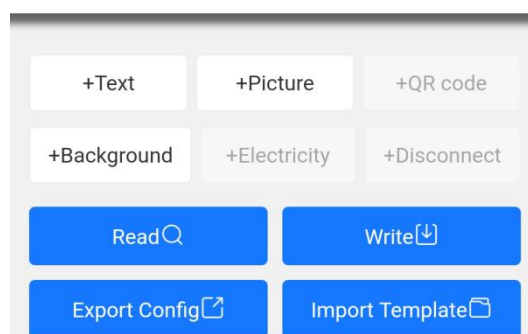 +Text +Picture +QR code
+Background +Electricity +Disconnect
Read Write
Export Config Import Template